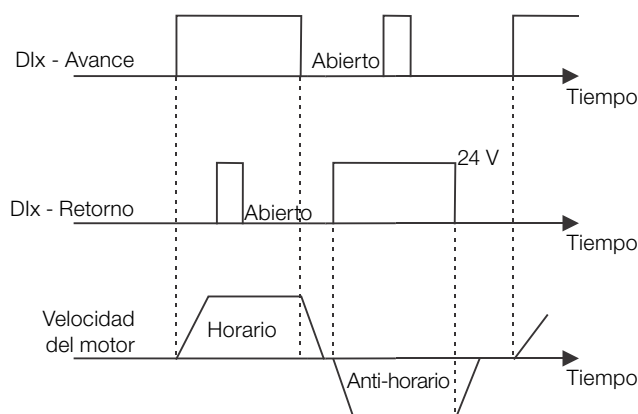 DIx - Avance
Abierto
Tiempo
24 V
DIx - Retorno
Abierto
Tiempo
Velocidad
del motor
Horario
Anti-horario
Tiempo